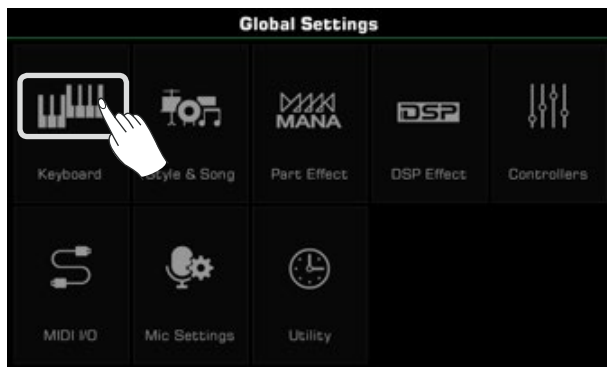 Global Settings
MANA
DSP
Keyboard Style & Song Part Effect DSP Effect Controllers
MIDI I/O Mic Settings Utility